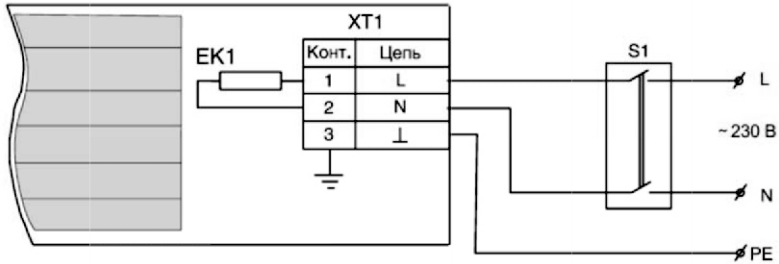 XT1
S1
EK1
Конт. Цепь
1 L
L
2 N
~ 230 В
3 ⊥
N
PE